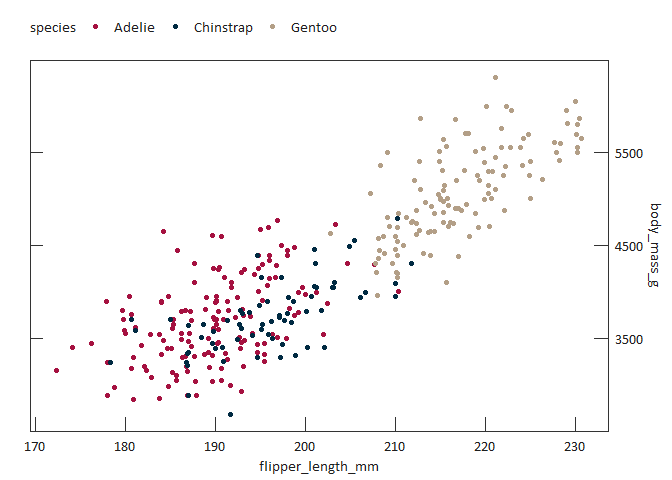 species Adelie Chinstrap Gentoo
5500
4500
3500
body_mass_g
170 180 190 200 210 220 230
flipper_length_mm